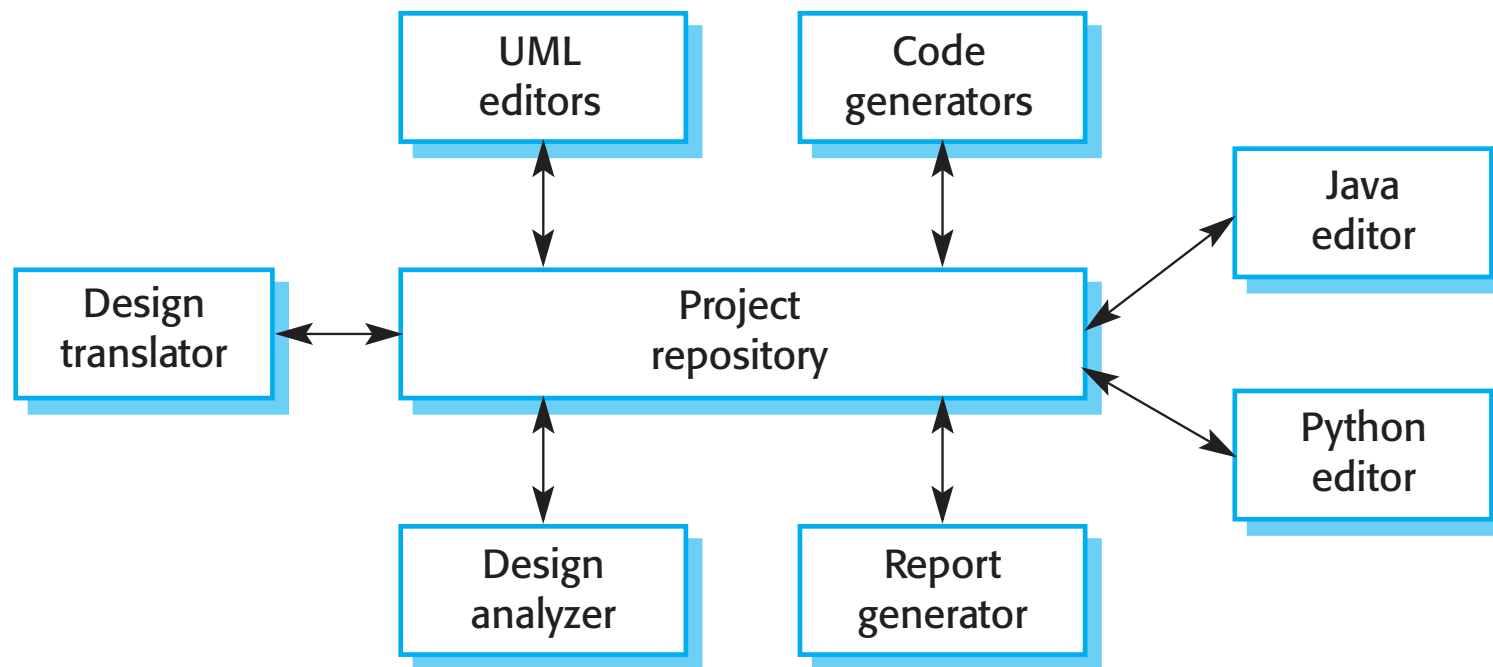 UML
editors
Code
generators
Java
editor
Design
translator
Project
repository
Python
editor
Design
analyzer
Report
generator